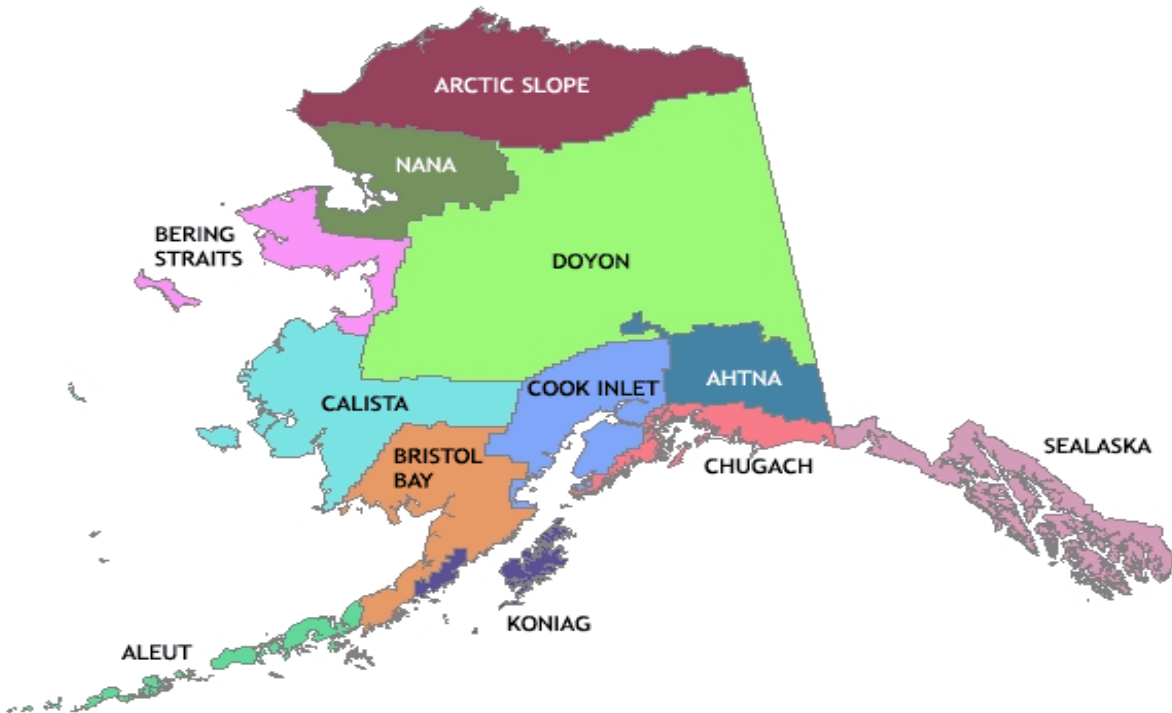 ARCTIC SLOPE
NANA
BERING
STRAITS
DOYON
COOK INLET
AHTNA
CALISTA
BRISTOL
BAY
CHUGACH
SEALASKA
KONIAG
ALEUT